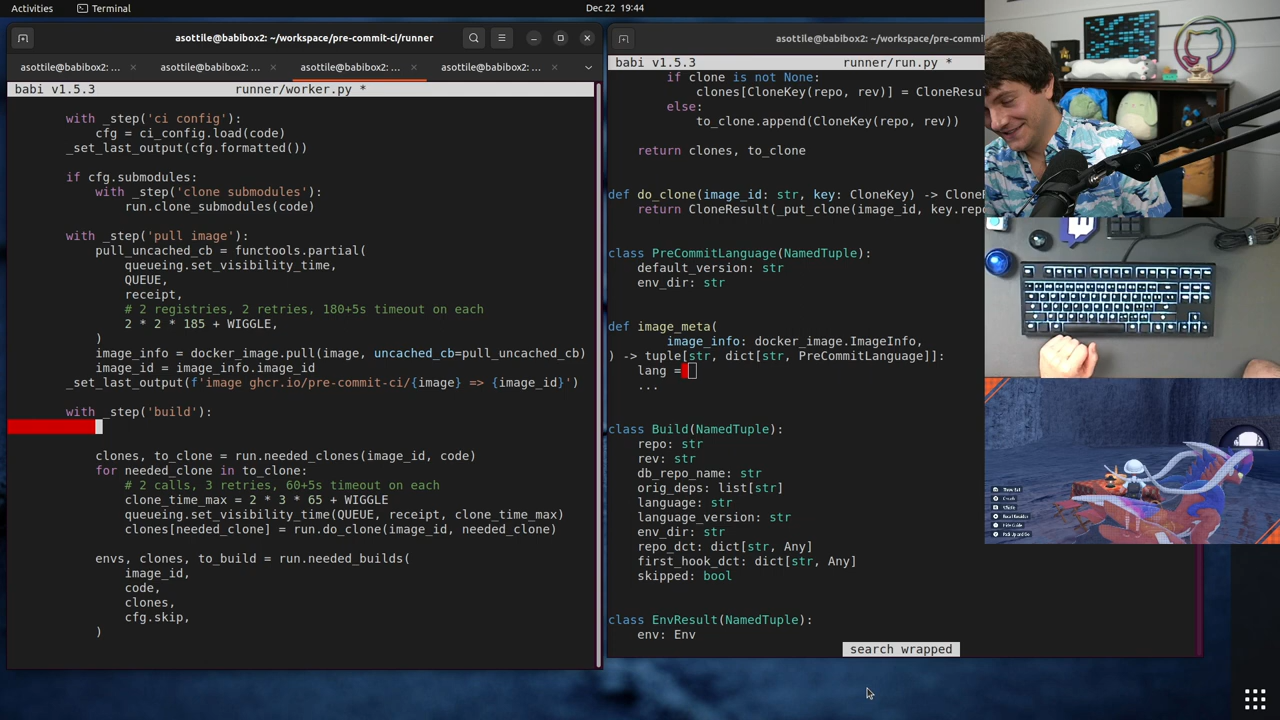 Activities
Terminal
Dec 22 19:44
asottile@babibox2: ~/workspace/pre-commit-ci/runner
asottile@babibox2: ...
asottile@babibox2: ...
asottile@babibox2: ...
asottile@babibox2: ...
babi v1.5.3 runner/worker.py *
with _step('ci config'):
cfg = ci_config.load(code)
_set_last_output(cfg.formatted())
if cfg.submodules:
with _step('clone submodules'):
run.clone_submodules(code)
with _step('pull image'):
pull_uncached_cb = functools.partial(
queueing.set_visibility_time,
QUEUE,
receipt,
# 2 registries, 2 retries, 180+5s timeout on each
2 * 2 * 185 + WIGGLE,
)
image_info = docker_image.pull(image, uncached_cb=pull_uncached_cb)
image_id = image_info.image_id
_set_last_output(f'image ghcr.io/pre-commit-ci/{image} => {image_id}')
with _step('build'):
clones, to_clone = run.needed_clones(image_id, code)
for needed_clone in to_clone:
# 2 calls, 3 retries, 60+5s timeout on each
clone_time_max = 2 * 3 * 65 + WIGGLE
queueing.set_visibility_time(QUEUE, receipt, clone_time_max)
clones[needed_clone] = run.do_clone(image_id, needed_clone)
envs, clones, to_build = run.needed_builds(
image_id,
code,
clones,
cfg.skip,
)
asottile@babibox2: ~/workspace/pre-commi
babi v1.5.3 runner/run.py *
if clone is not None:
clones[CloneKey(repo, rev)] = CloneResu
else:
to_clone.append(CloneKey(repo, rev))
return clones, to_clone
def do_clone(image_id: str, key: CloneKey) -> CloneR
return CloneResult(_put_clone(image_id, key.repo
class PreCommitLanguage(NamedTuple):
default_version: str
env_dir: str
def image_meta(
image_info: docker_image.ImageInfo,
) -> tuple[str, dict[str, PreCommitLanguage]]:
lang =
...
class Build(NamedTuple):
repo: str
rev: str
db_repo_name: str
orig_deps: list[str]
language: str
language_version: str
env_dir: str
repo_dct: dict[str, Any]
first_hook_dct: dict[str, Any]
skipped: bool
class EnvResult(NamedTuple):
env: Env
search wrapped